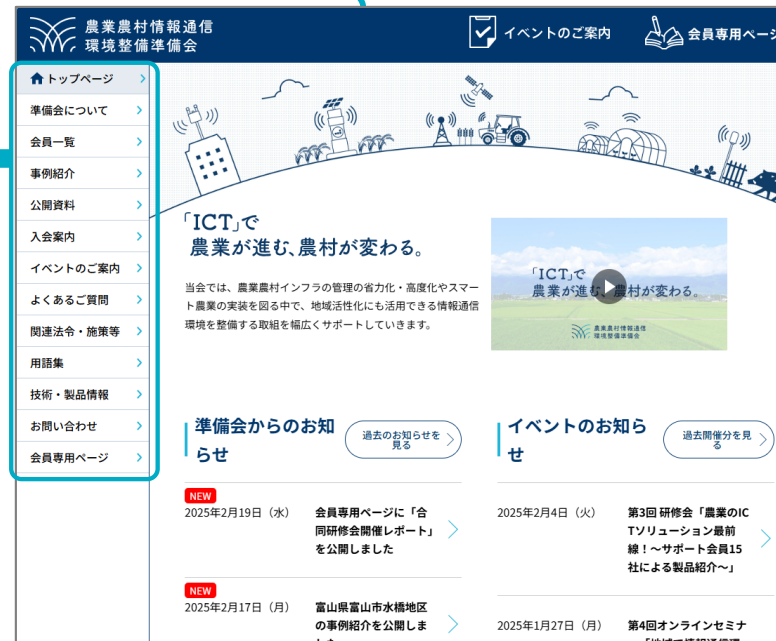 農業農村情報通信
環境整備準備会
イベントのご案内
会員専用ページ
トップページ
準備会について
会員一覧
事例紹介
公開資料
入会案内
イベントのご案内
よくあるご質問
関連法令・施策等
用語集
技術・製品情報
お問い合わせ
会員専用ページ
「ICT」で
農業が進む、農村が変わる。
当会では、農業農村インフラの管理の省力化・高度化やスマー
ト農業の実装を図る中で、地域活性化にも活用できる情報通信
環境を整備する取組を幅広くサポートしていきます。
「ICT」で
農業が進む、農村が変わる。
農業農村情報通信
環境整備準備会
準備会からのお知
らせ
過去のお知らせを
見る
NEW
2025年2月19日（水）
会員専用ページに「合
同研修会開催レポート」
を公開しました
NEW
2025年2月17日（月）
富山県富山市水橋地区
の事例紹介を公開しま
イベントのお知ら
せ
過去開催分を見
る
2025年2月4日（火）
第3回 研修会「農業のIC
Tソリューション最前
線！～サポート会員15
社による製品紹介～」
2025年1月27日（月）
第4回オンラインセミナ